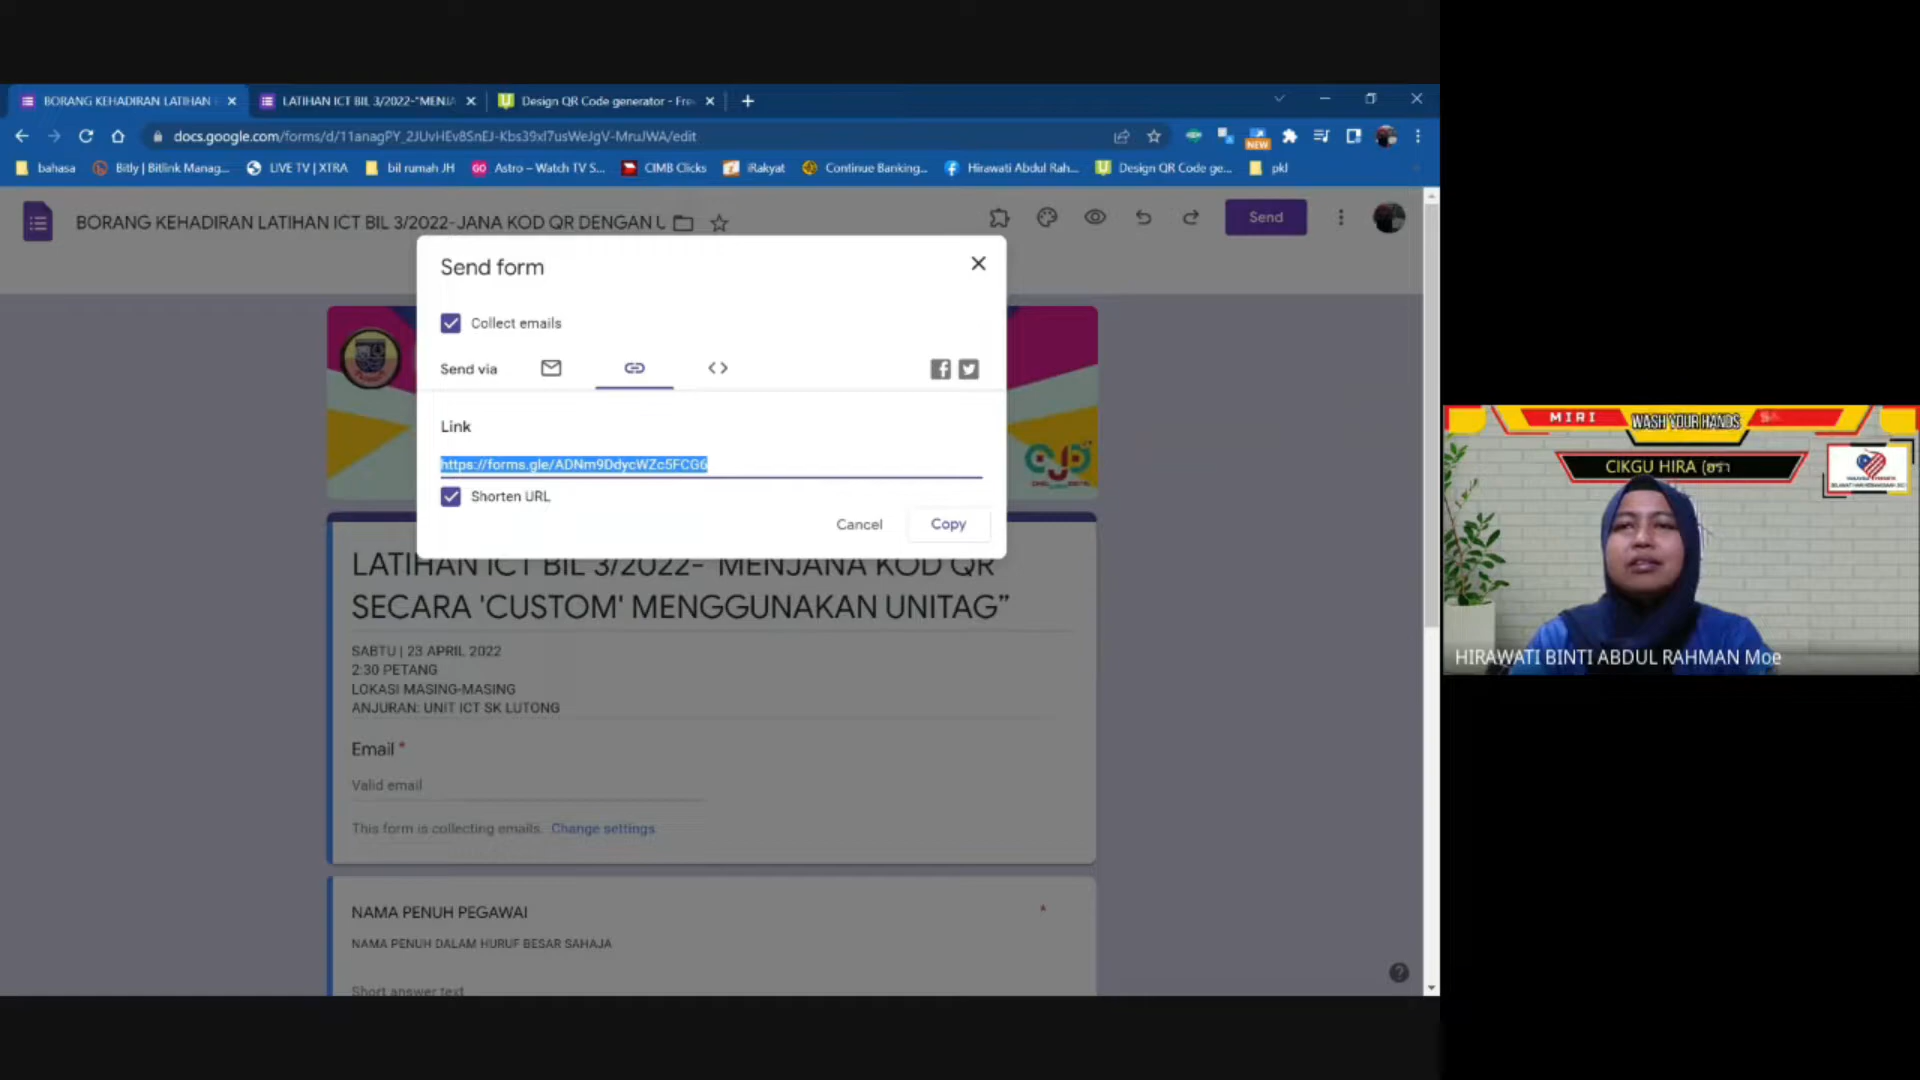 BORANG KEHADIRAN LATIHAN
LATIHAN ICT BIL 3/2022-"MENJA
Design QR Code generator - Fre
docs.google.com/forms/d/11anagPY_2JUvHEv8SnEJ-Kbs39xI7usWeJgV-MruJWA/edit
NEW
bahasa
Bitly | Bitlink Manag...
LIVE TV | XTRA
bil rumah JH
GO
Astro – Watch TV S...
CIMB Clicks
iRakyat
Continue Banking...
Hirawati Abdul Rah...
Design QR Code ge...
pkl
BORANG KEHADIRAN LATIHAN ICT BIL 3/2022-JANA KOD QR DENGAN U
Send
Send form
Collect emails
Send via
Link
https://forms.gle/ADNm9DdycWZc5FCG6
Shorten URL
Cancel
Copy
LATIHAN ICT BIL 3/2022-"MENJANA KOD QR
SECARA 'CUSTOM' MENGGUNAKAN UNITAG”
SABTU | 23 APRIL 2022
2:30 PETANG
LOKASI MASING-MASING
ANJURAN: UNIT ICT SK LUTONG
Email *
Valid email
This form is collecting emails. Change settings
NAMA PENUH PEGAWAI *
NAMA PENUH DALAM HURUF BESAR SAHAJA
Short answer text
MIRI
WASH YOUR HANDS
CIKGU HIRA
HIRAWATI BINTI ABDUL RAHMAN Moe